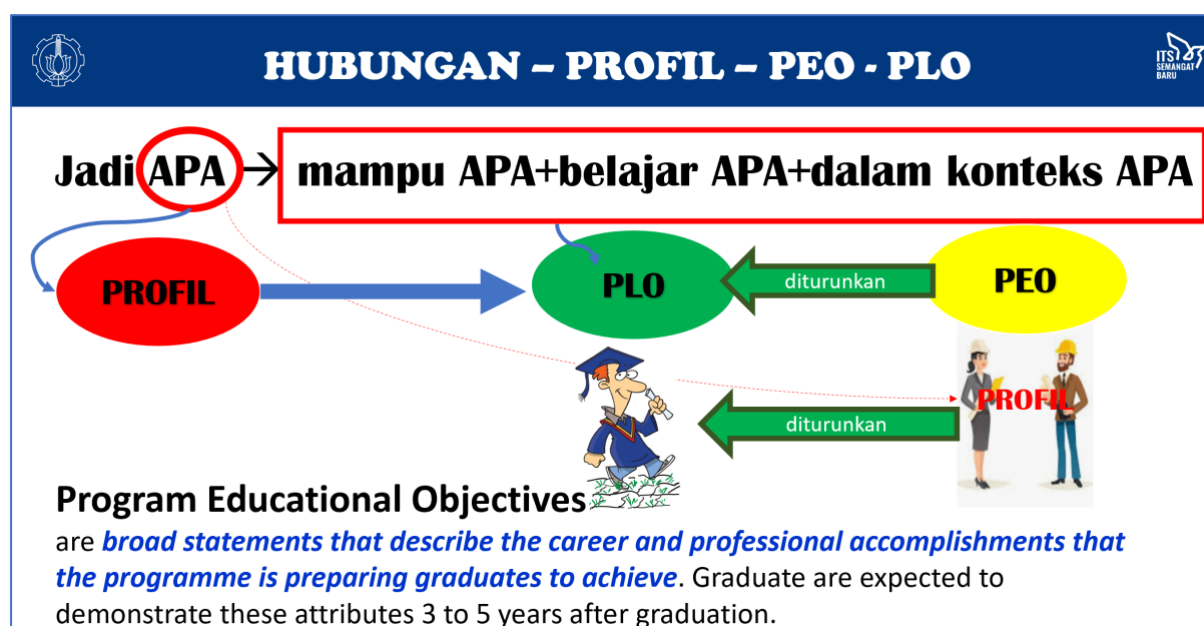 HUBUNGAN – PROFIL – PEO - PLO
ITS
SEMANGAT
BARU
Jadi APA → mampu APA+belajar APA+dalam konteks APA
PROFIL
PLO
diturunkan
PEO
PROFIL
diturunkan
Program Educational Objectives
are broad statements that describe the career and professional accomplishments that
the programme is preparing graduates to achieve. Graduate are expected to
demonstrate these attributes 3 to 5 years after graduation.